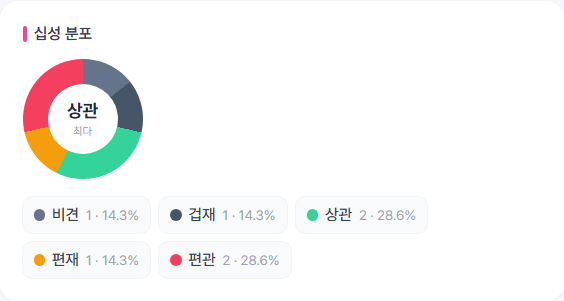 십성 분포
상관
최다
비견 1 · 14.3% 겁재 1 · 14.3% 상관 2 · 28.6%
편재 1 · 14.3% 편관 2 · 28.6%